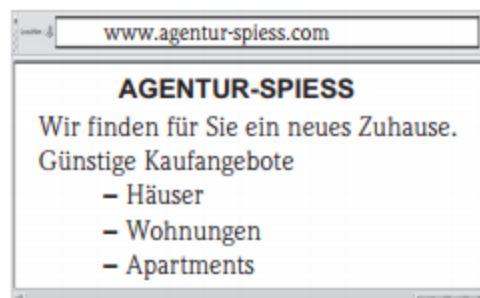 www.agentur-spiess.com
AGENTUR-SPIESS
Wir finden für Sie ein neues Zuhause.
Günstige Kaufangebote
– Häuser
– Wohnungen
– Apartments